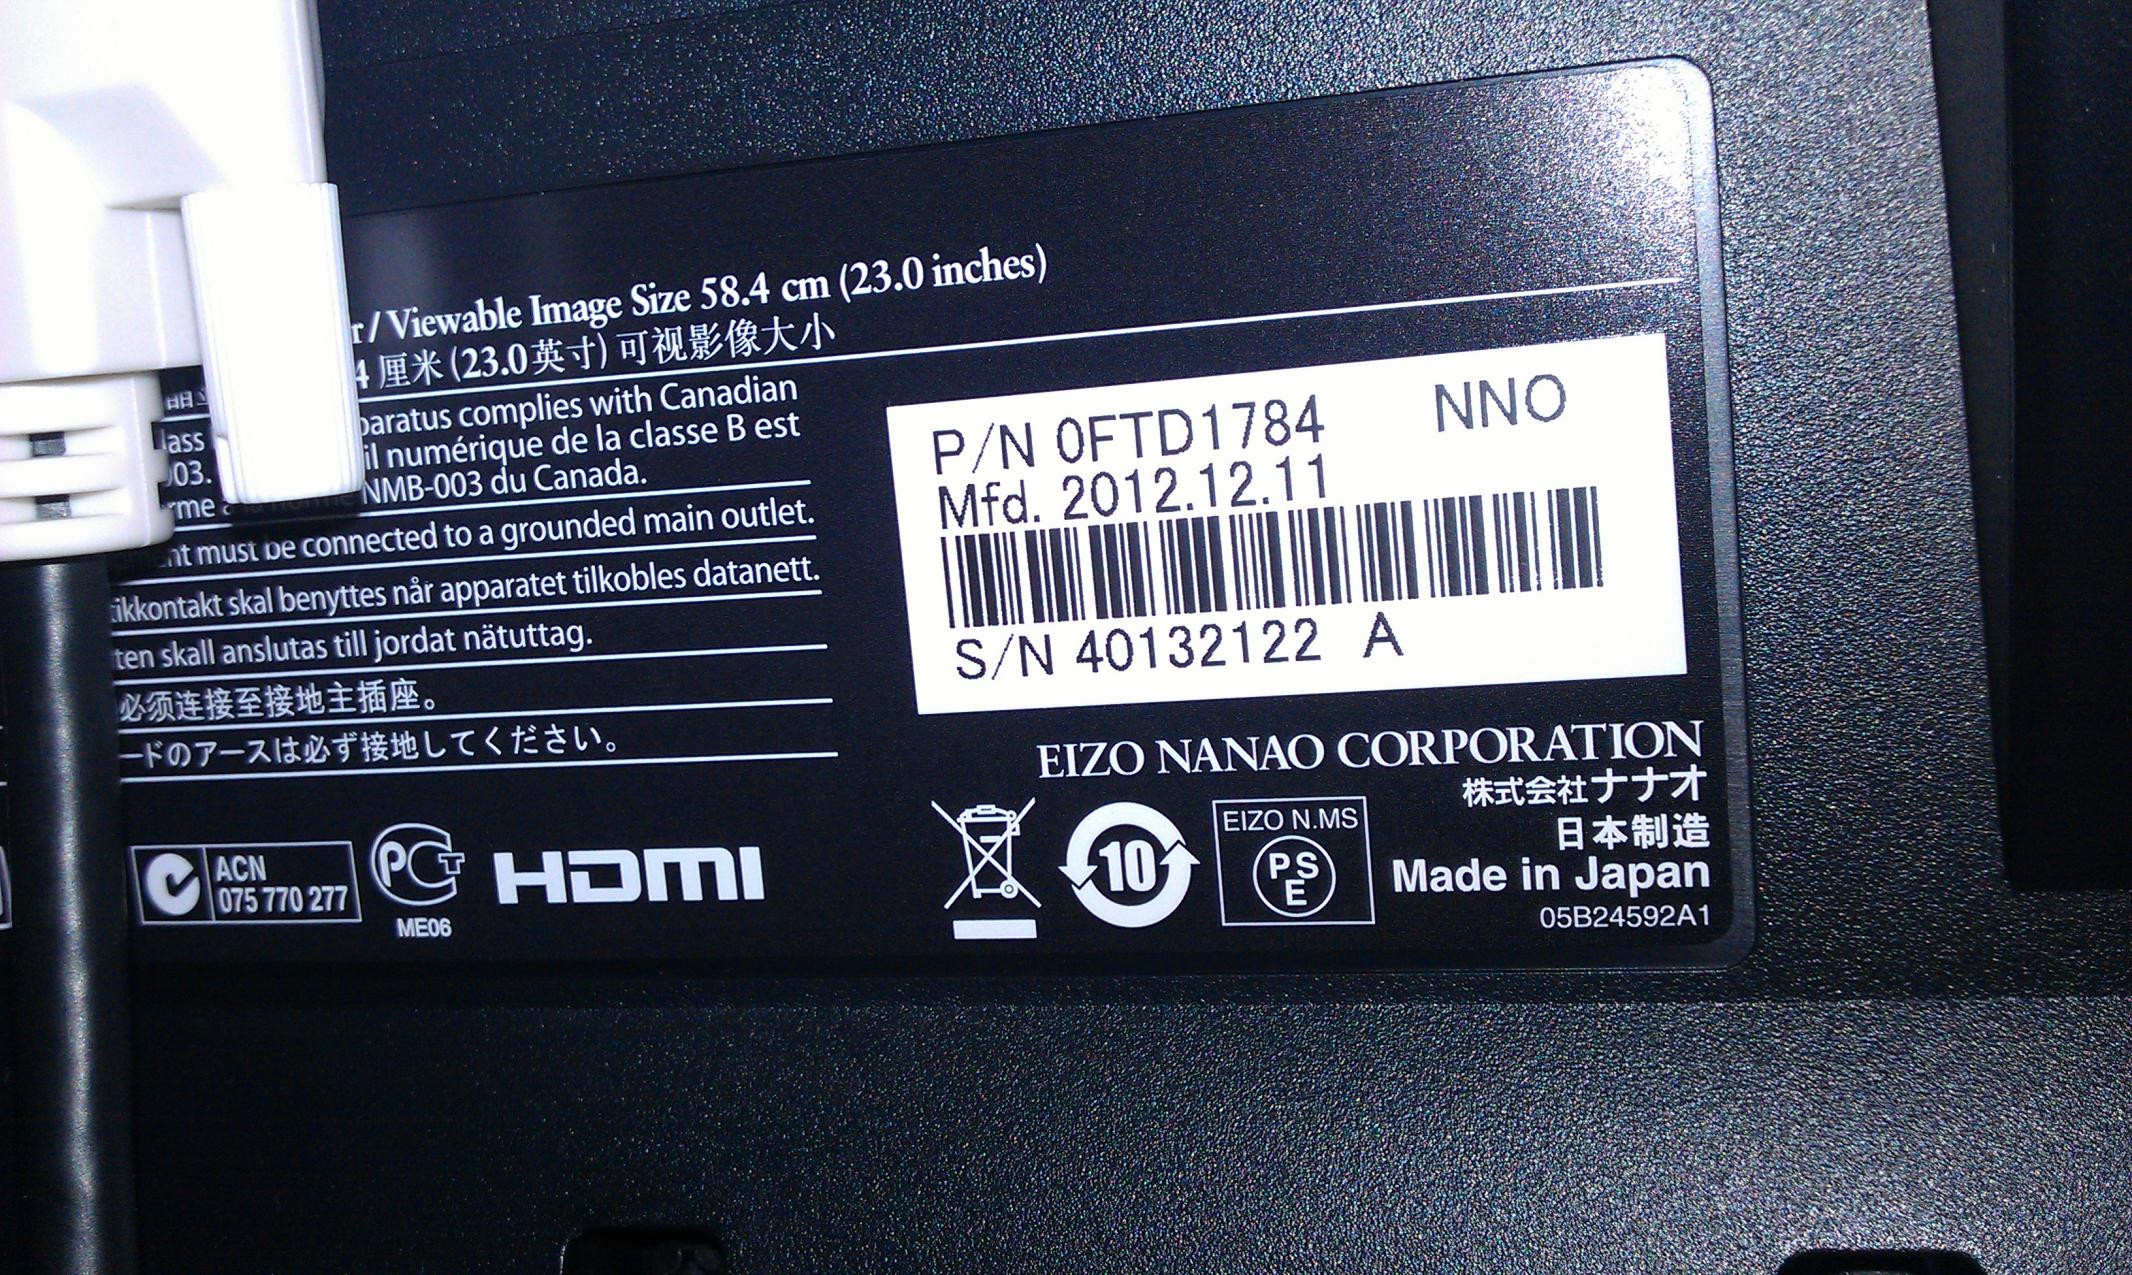 / Viewable Image Size 58.4 cm (23.0 inches)
4 厘米 (23.0英寸) 可视影像大小
complies with Canadian
numérique de la classe B est
NMB-003 du Canada.
must be connected to a grounded main outlet.
skal benyttes når apparatet tilkobles datanett.
skall anslutas till jordat nätuttag.
必须连接至接地主插座。
ードのアースは必ず接地してください。
P/N 0FTD1784 NNO
Mfd. 2012.12.11
S/N 40132122 A
EIZO NANAO CORPORATION
株式会社ナナオ
日本制造
Made in Japan
05B24592A1
ACN
075 770 277
PCT
ME06
HDMI
10
EIZO N.MS
PS
E